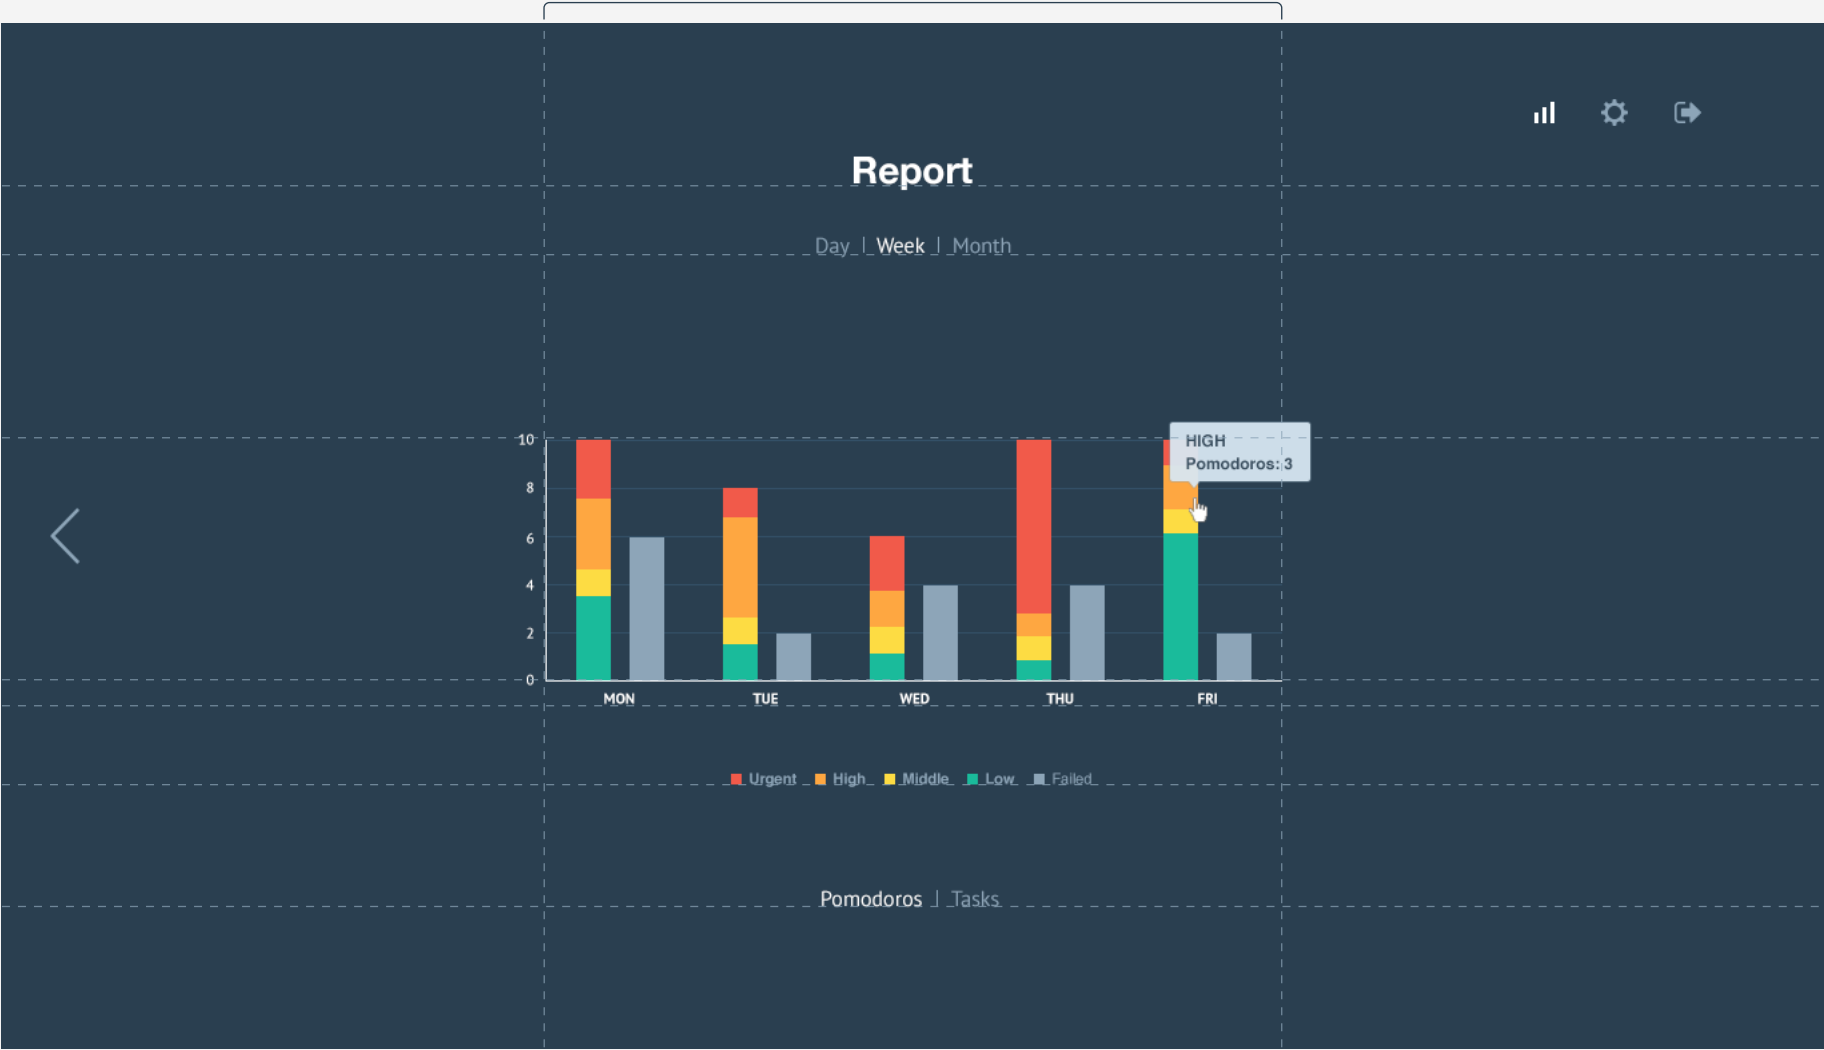 Report
Day | Week | Month
10
8
6
4
2
0
HIGH
Pomodoros: 3
MON TUE WED THU FRI
Urgent High Middle Low Failed
Pomodoros | Tasks